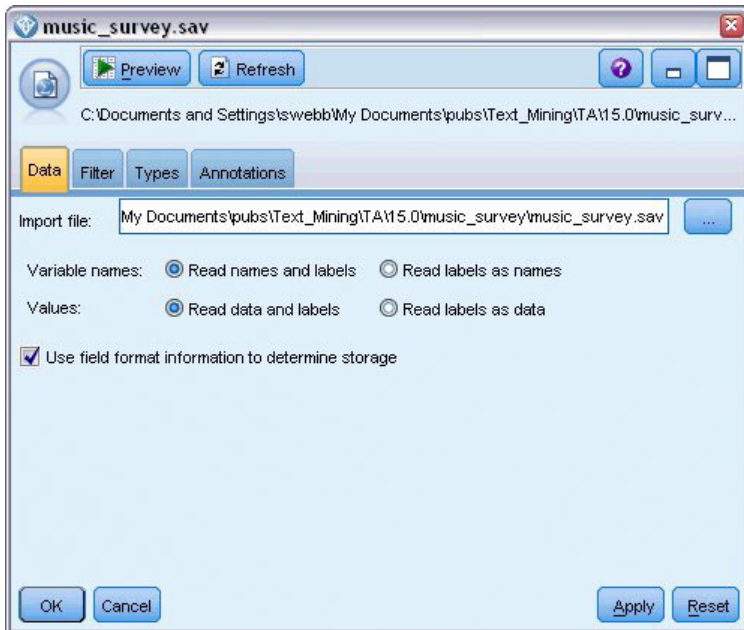 music_survey.sav
Preview Refresh
C:\Documents and Settings\swebb\My Documents\pubs\Text_Mining\TA\15.0\music_surv...
Data Filter Types Annotations
Import file: My Documents\pubs\Text_Mining\TA\15.0\music_survey\music_survey.sav ...
Variable names: Read names and labels Read labels as names
Values: Read data and labels Read labels as data
Use field format information to determine storage
OK Cancel Apply Reset